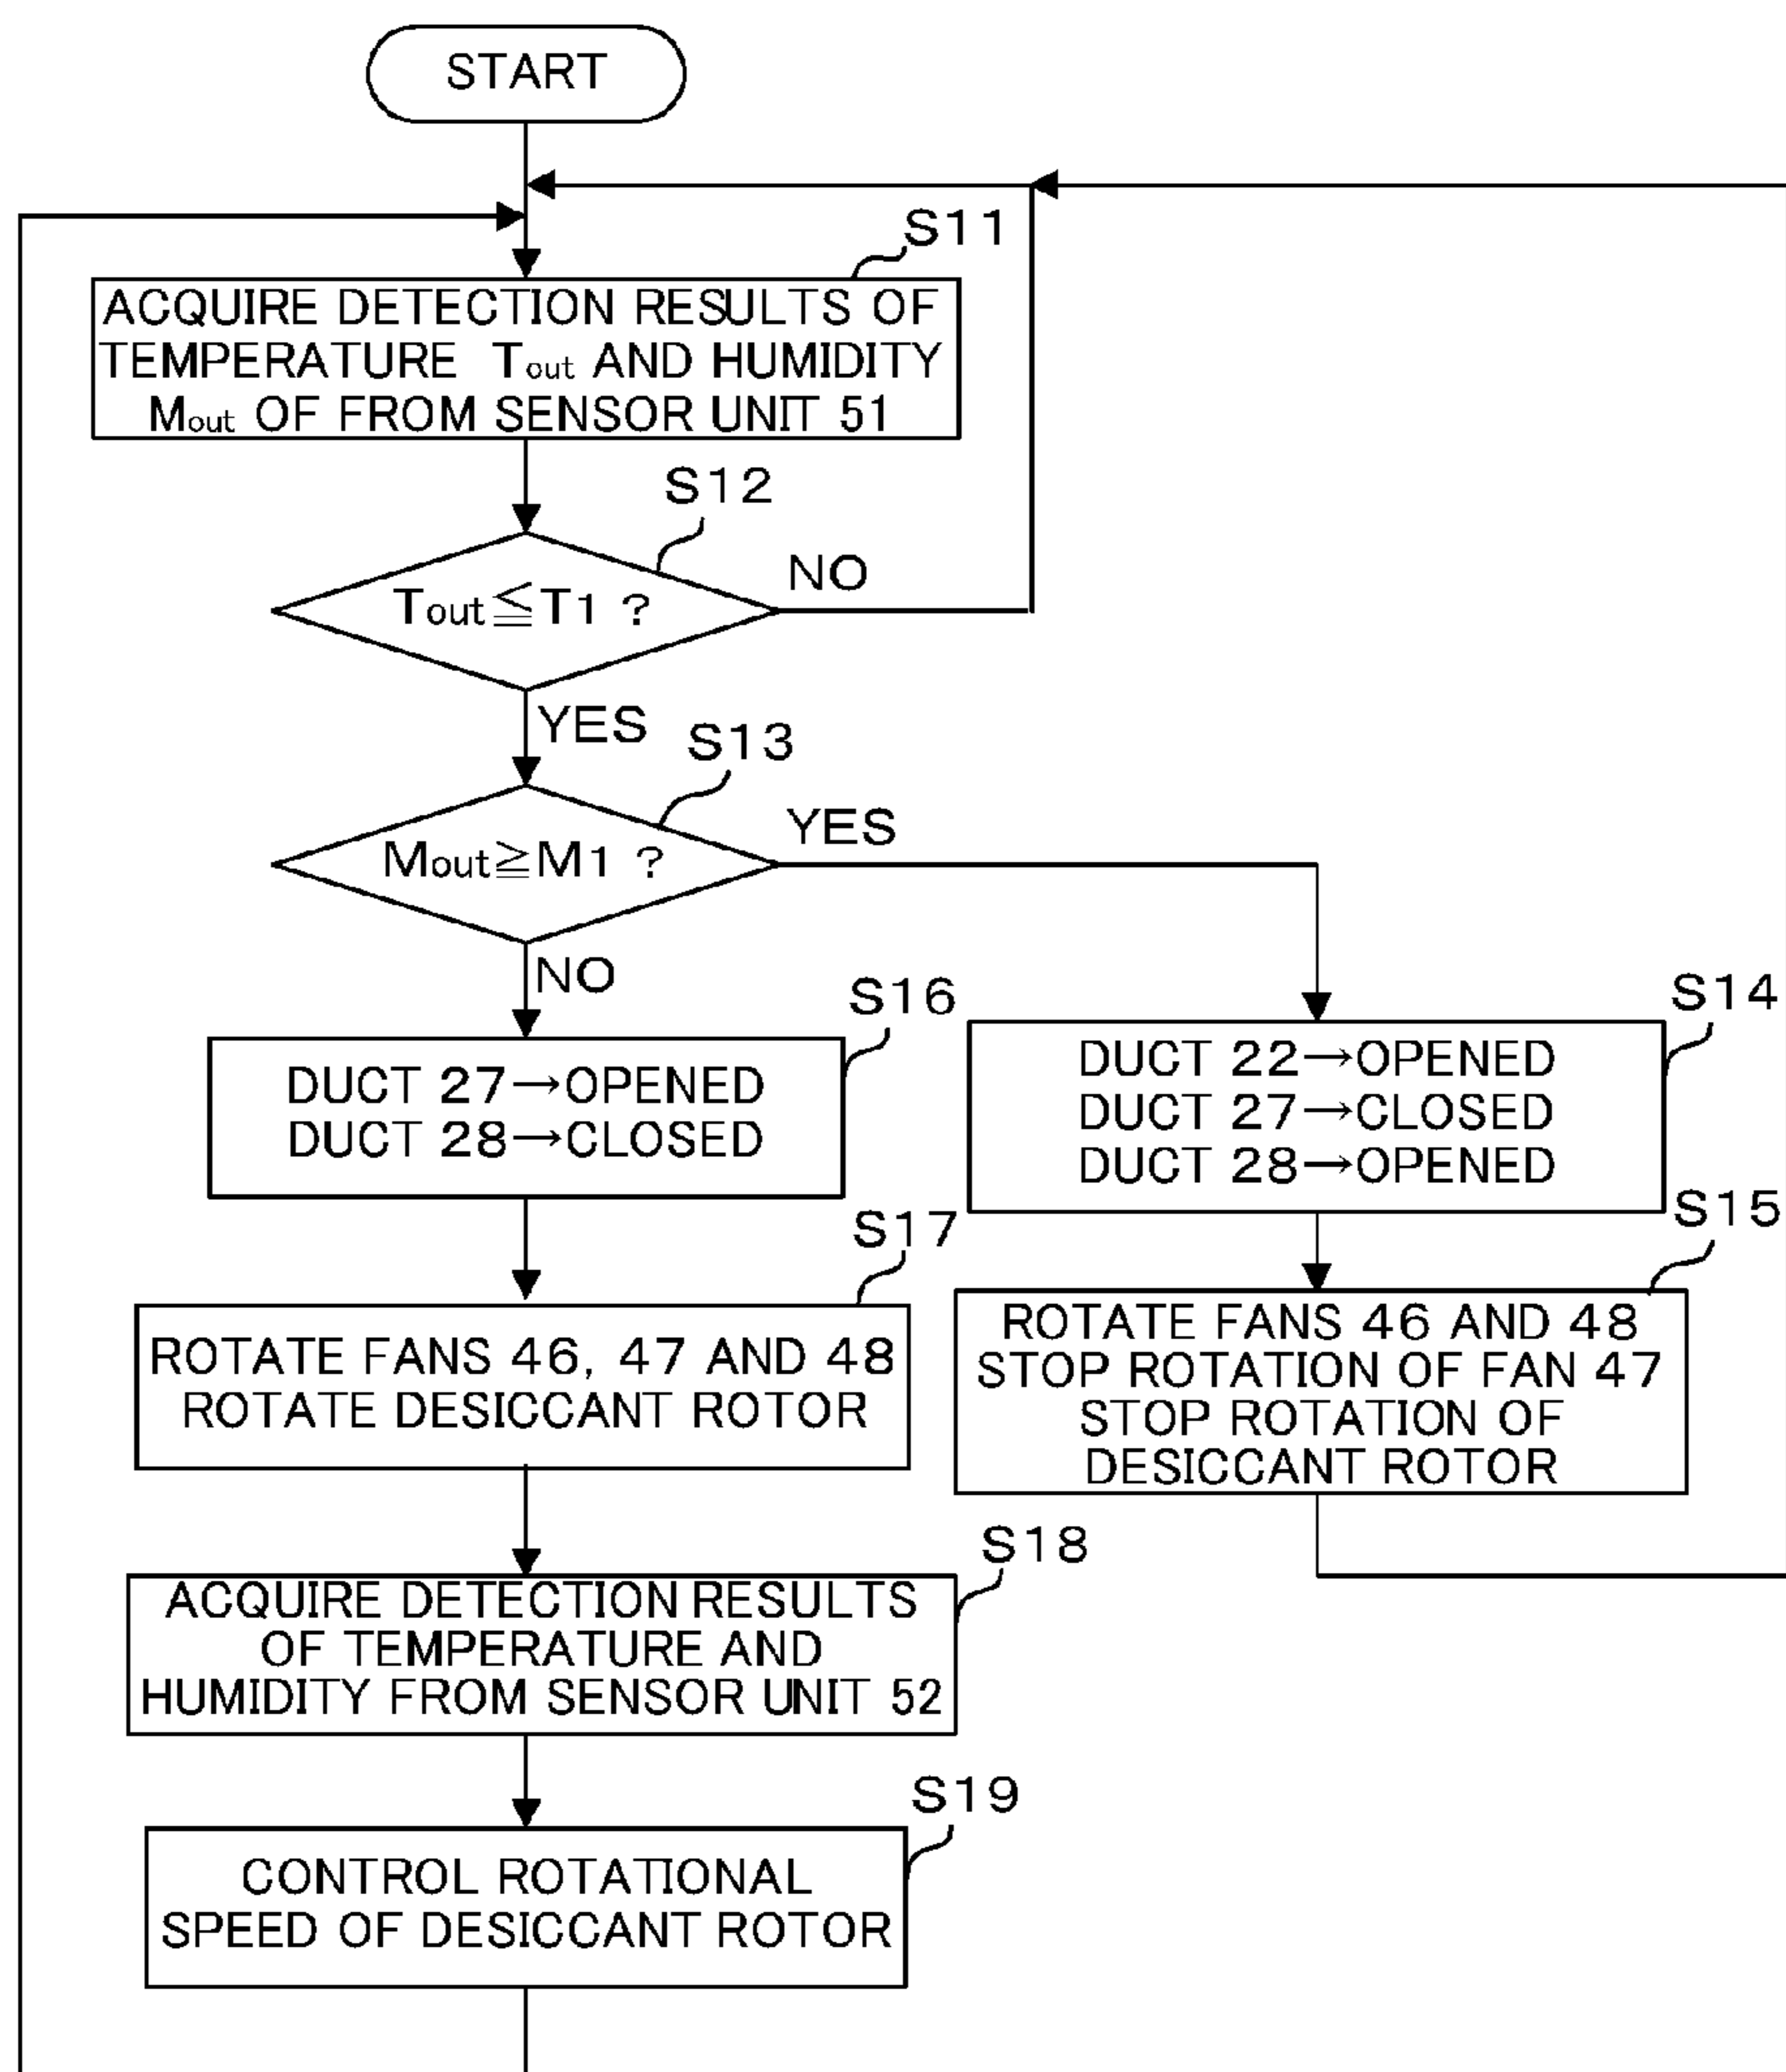 START
S11
ACQUIRE DETECTION RESULTS OF
TEMPERATURE Tout AND HUMIDITY
Mout OF FROM SENSOR UNIT 51
S12
Tout≦T1 ?
NO
YES
S13
Mout≧M1 ?
YES
NO
S16
DUCT 27→OPENED
DUCT 28→CLOSED
S14
DUCT 22→OPENED
DUCT 27→CLOSED
DUCT 28→OPENED
S17
ROTATE FANS 46, 47 AND 48
ROTATE DESICCANT ROTOR
S15
ROTATE FANS 46 AND 48
STOP ROTATION OF FAN 47
STOP ROTATION OF
DESICCANT ROTOR
S18
ACQUIRE DETECTION RESULTS
OF TEMPERATURE AND
HUMIDITY FROM SENSOR UNIT 52
S19
CONTROL ROTATIONAL
SPEED OF DESICCANT ROTOR